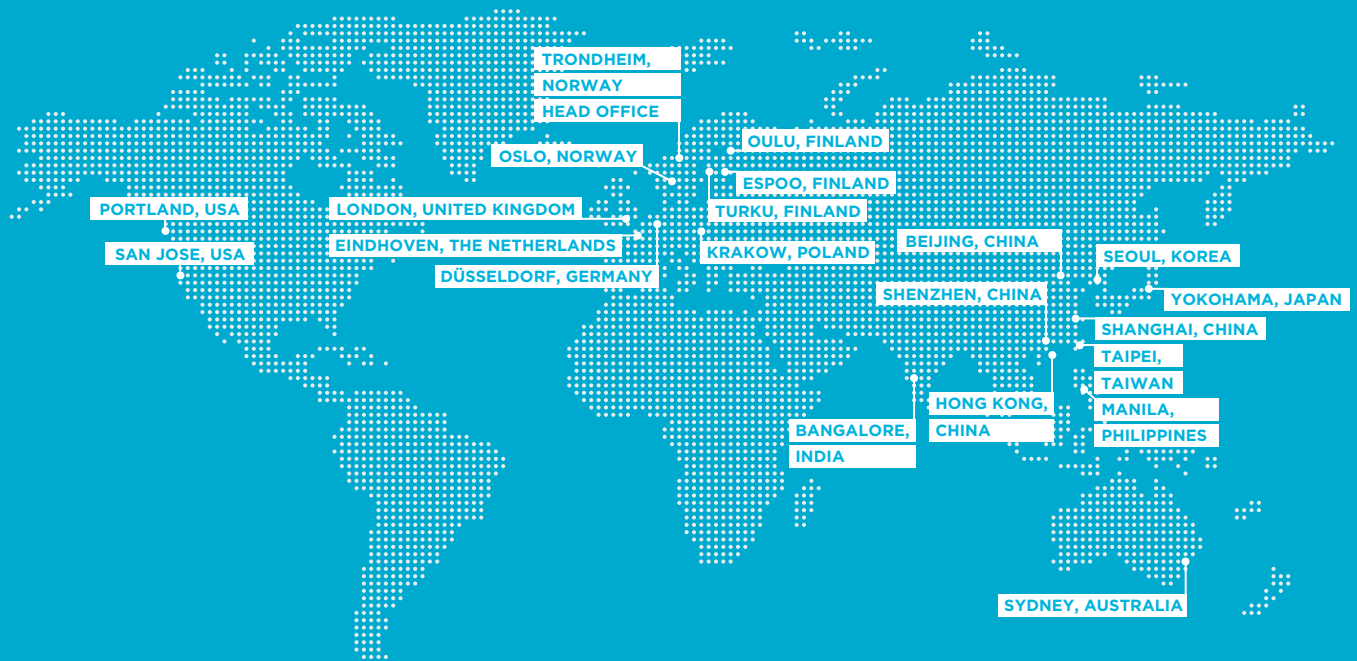 TRONDHEIM,
NORWAY
HEAD OFFICE
OULU, FINLAND
OSLO, NORWAY
ESPOO, FINLAND
PORTLAND, USA
LONDON, UNITED KINGDOM
TURKU, FINLAND
EINDHOVEN, THE NETHERLANDS
BEIJING, CHINA
SAN JOSE, USA
KRAKOW, POLAND
SEOUL, KOREA
DÜSSELDORF, GERMANY
SHENZHEN, CHINA
YOKOHAMA, JAPAN
SHANGHAI, CHINA
TAIPEI,
TAIWAN
HONG KONG,
CHINA
MANILA,
PHILIPPINES
BANGALORE,
INDIA
SYDNEY, AUSTRALIA